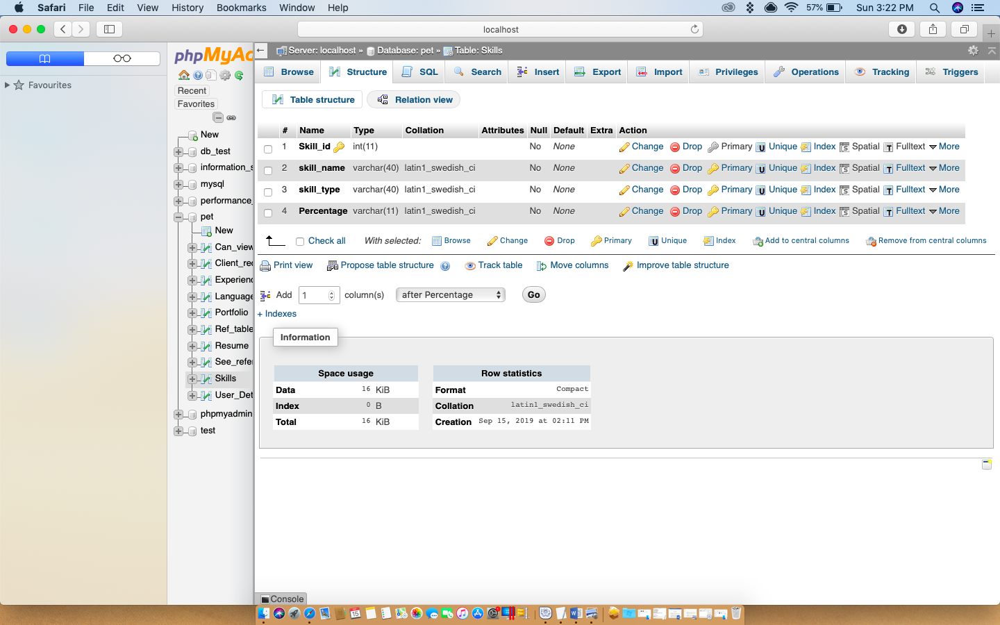 Safari File Edit View History Bookmarks Window Help 57% Sun 3:22 PM
localhost
phpMyAd
Favourites
Recent
Favorites
New
db_test
information_s
mysql
performance_
pet
New
Can_view
Client_rec
Experienc
Language
Portfolio
Ref_table
Resume
See_refer
Skills
User_Det
phpmyadmin
test
Server: localhost » Database: pet » Table: Skills
Browse Structure SQL Search Insert Export Import Privileges Operations Tracking Triggers
Table structure Relation view
# Name Type Collation Attributes Null Default Extra Action
1 Skill_id int(11) No None Change Drop Primary Unique Index Spatial Fulltext More
2 skill_name varchar(40) latin1_swedish_ci No None Change Drop Primary Unique Index Spatial Fulltext More
3 skill_type varchar(40) latin1_swedish_ci No None Change Drop Primary Unique Index Spatial Fulltext More
4 Percentage varchar(11) latin1_swedish_ci No None Change Drop Primary Unique Index Spatial Fulltext More
Check all With selected: Browse Change Drop Primary Unique Index Add to central columns Remove from central columns
Print view Propose table structure Track table Move columns Improve table structure
Add 1 column(s) after Percentage Go
+ Indexes
Information
Space usage
Data 16 KiB
Index 0 B
Total 16 KiB
Row statistics
Format Compact
Collation latin1_swedish_ci
Creation Sep 15, 2019 at 02:11 PM
Console
15